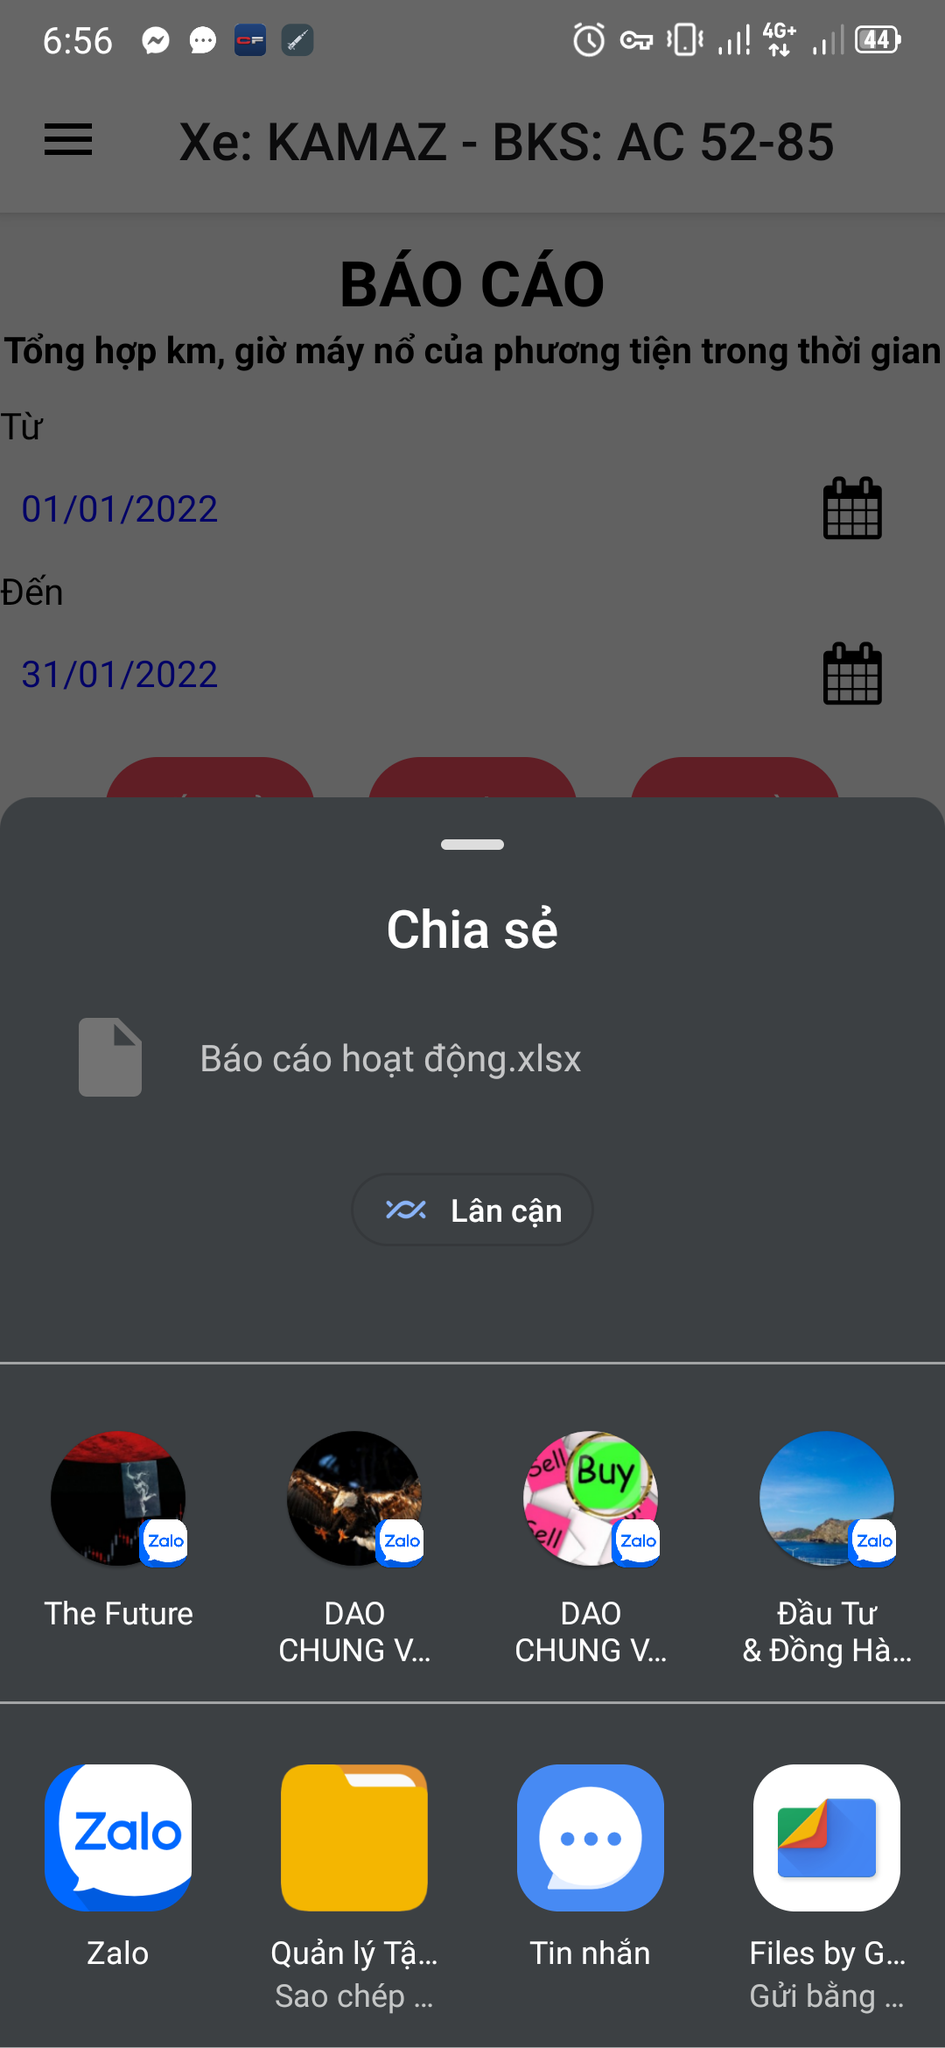 6:56
CF
4G+
44
Xe: KAMAZ - BKS: AC 52-85
BÁO CÁO
Tổng hợp km, giờ máy nổ của phương tiện trong thời gian
Từ
01/01/2022
Đến
31/01/2022
Chia sẻ
Báo cáo hoạt động.xlsx
Lân cận
Zalo
Zalo
Sell
Buy
Sell
Zalo
Zalo
The Future
DAO
CHUNG V...
DAO
CHUNG V...
Đầu Tư
& Đồng Hà...
Zalo
Zalo
Quản lý Tậ...
Sao chép ...
Tin nhắn
Files by G...
Gửi bằng ...